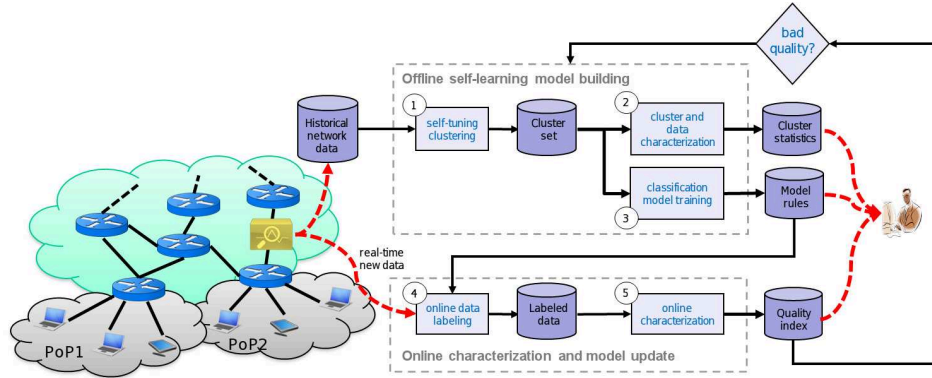 bad
quality?
Offline self-learning model building
1
self-tuning
clustering
Cluster
set
2
cluster and
data
characterization
Cluster
statistics
Historical
network
data
classification
model training
3
Model
rules
real-time
new data
4
online data
labeling
Labeled
data
5
online
characterization
Quality
index
Online characterization and model update
PoP1
PoP2